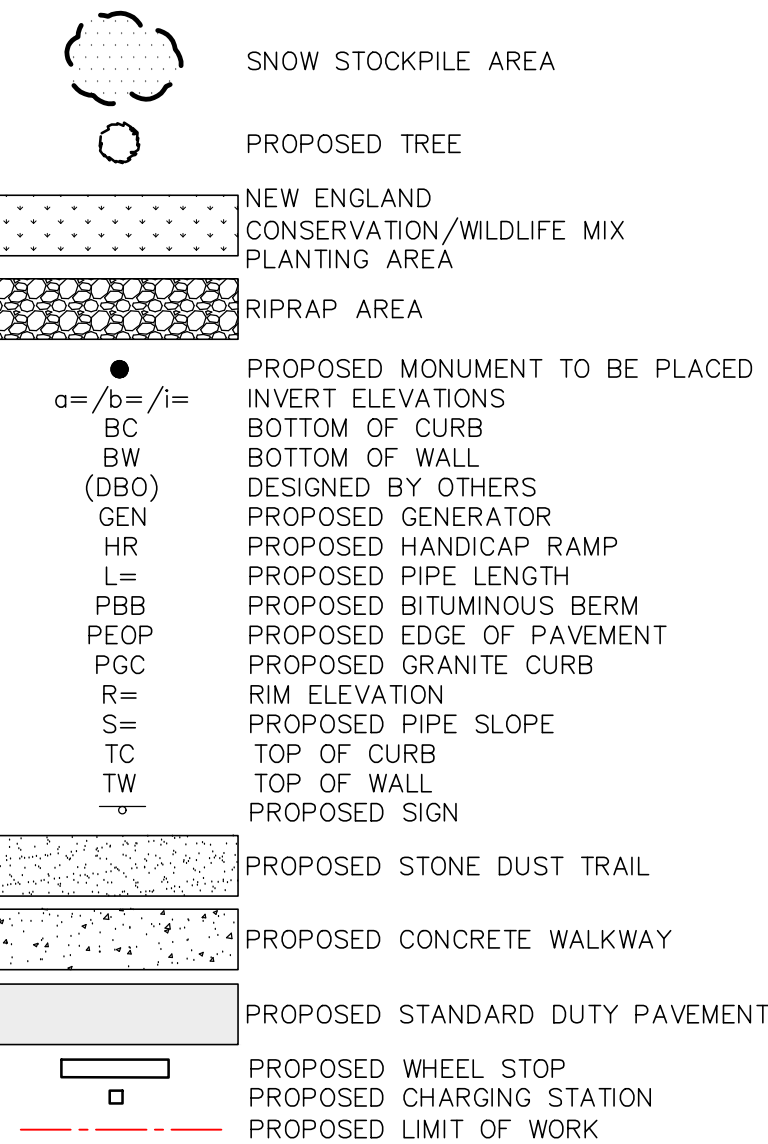 SNOW STOCKPILE AREA
PROPOSED TREE
NEW ENGLAND
CONSERVATION/WILDLIFE MIX
PLANTING AREA
RIPRAP AREA
PROPOSED MONUMENT TO BE PLACED
a=/b=/i= INVERT ELEVATIONS
BC BOTTOM OF CURB
BW BOTTOM OF WALL
(DBO) DESIGNED BY OTHERS
GEN PROPOSED GENERATOR
HR PROPOSED HANDICAP RAMP
L= PROPOSED PIPE LENGTH
PBB PROPOSED BITUMINOUS BERM
PEOP PROPOSED EDGE OF PAVEMENT
PGC PROPOSED GRANITE CURB
R= RIM ELEVATION
S= PROPOSED PIPE SLOPE
TC TOP OF CURB
TW TOP OF WALL
PROPOSED SIGN
PROPOSED STONE DUST TRAIL
PROPOSED CONCRETE WALKWAY
PROPOSED STANDARD DUTY PAVEMENT
PROPOSED WHEEL STOP
PROPOSED CHARGING STATION
PROPOSED LIMIT OF WORK